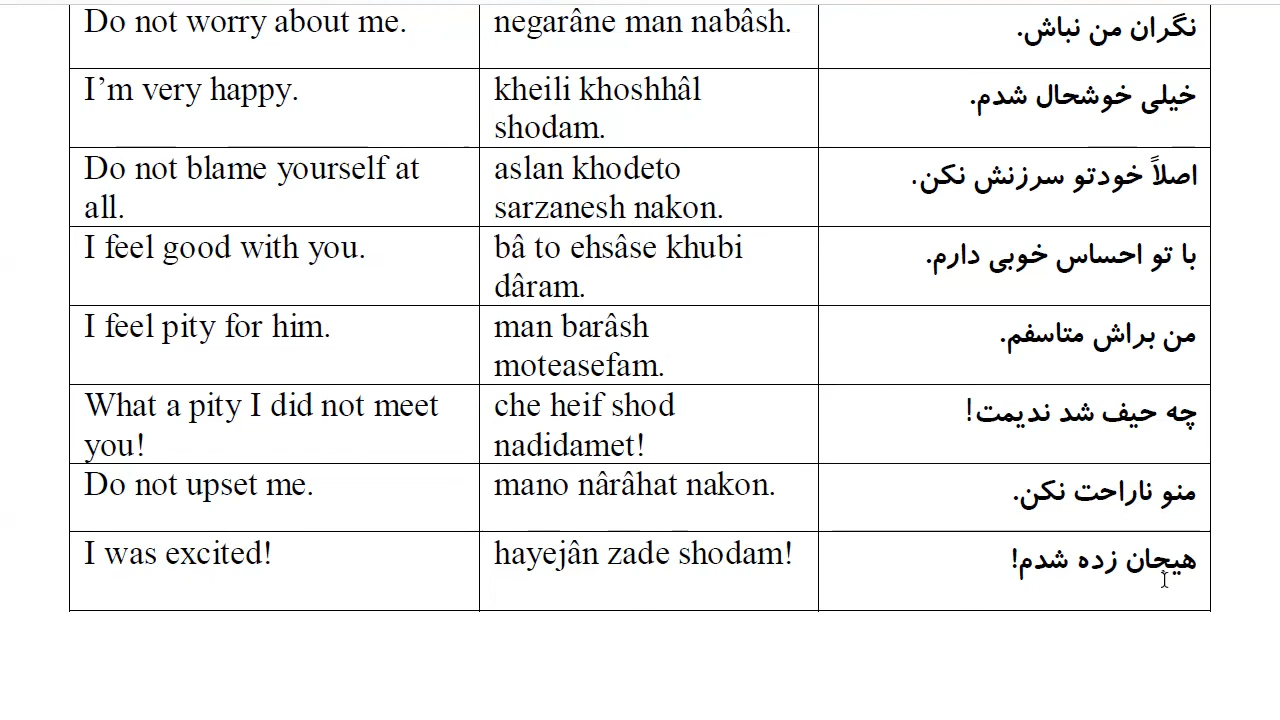 Do not worry about me.
negarâne man nabâsh.
نگران من نباش.
I’m very happy.
kheili khoshhâl
shodam.
خیلی خوشحال شدم.
Do not blame yourself at
all.
aslan khodeto
sarzanesh nakon.
اصلاً خودتو سرزنش نکن.
I feel good with you.
bâ to ehsâse khubi
dâram.
با تو احساس خوبی دارم.
I feel pity for him.
man barâsh
moteasefam.
من براش متاسفم.
What a pity I did not meet
you!
che heif shod
nadidamet!
چه حیف شد ندیمت!
Do not upset me.
mano nârâhat nakon.
منو ناراحت نکن.
I was excited!
hayejân zade shodam!
هیجان زده شدم!